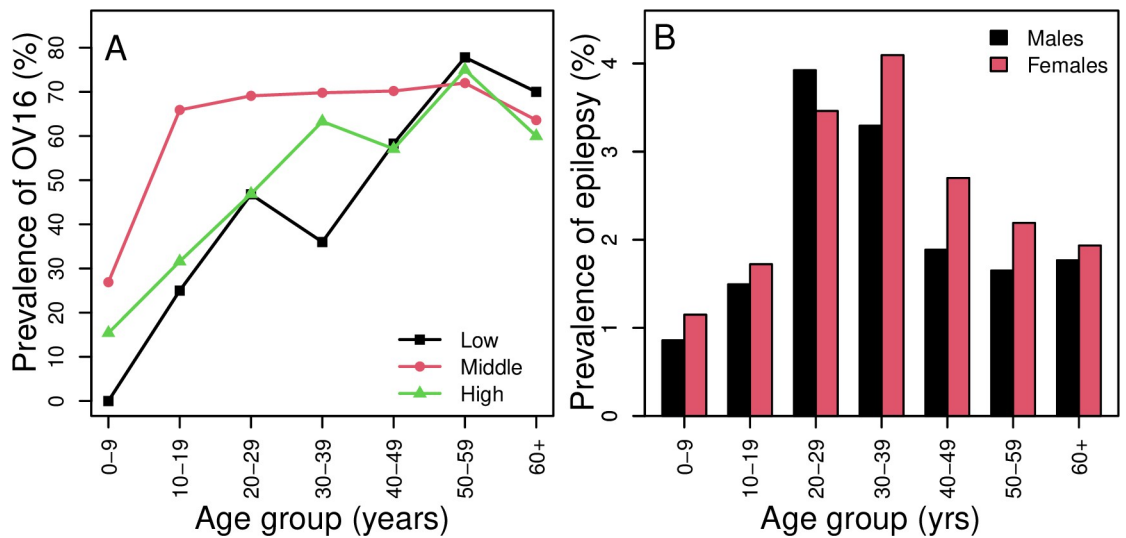 A
Prevalence of OV16 (%)
80
70
60
50
40
30
20
10
0
Low
Middle
High
0−9
10−19
20−29
30−39
40−49
50−59
60+
Age group (years)
B
Prevalence of epilepsy (%)
4
3
2
1
0
Males
Females
0−9
10−19
20−29
30−39
40−49
50−59
60+
Age group (yrs)